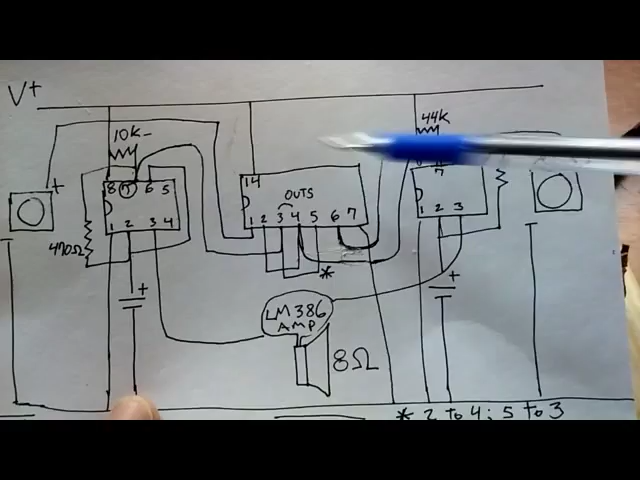 V+
10K
44K
+
8 7 6 5
14
7
OUTS
1 2 3 4
1 2 3 4 5 6 7
1 2 3
470Ω
*
+
+
LM386
AMP
8Ω
* 2 to 4; 5 to 3